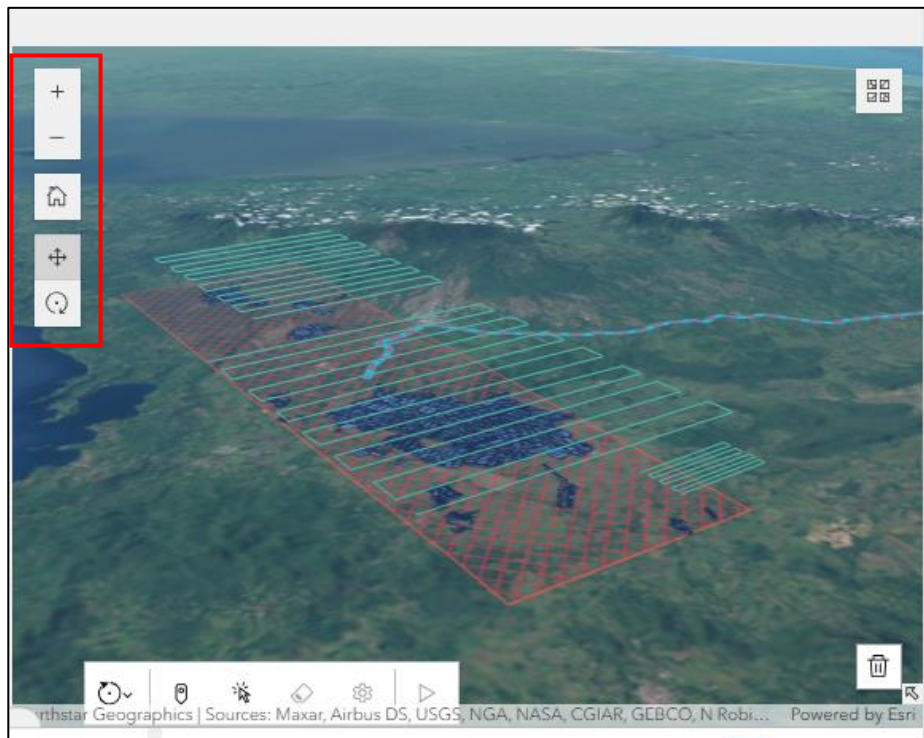 rthstar Geographics | Sources: Maxar, Airbus DS, USGS, NGA, NASA, CGIAR, GEBCO, N Robi... Powered by Esri